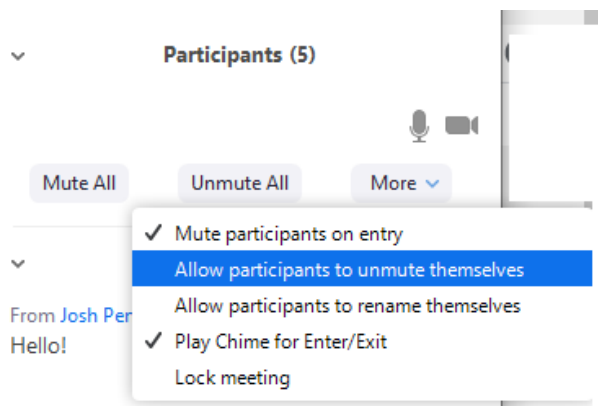 Participants (5)
Mute All Unmute All More
Mute participants on entry
Allow participants to unmute themselves
Allow participants to rename themselves
Play Chime for Enter/Exit
Lock meeting
From Josh
Hello!